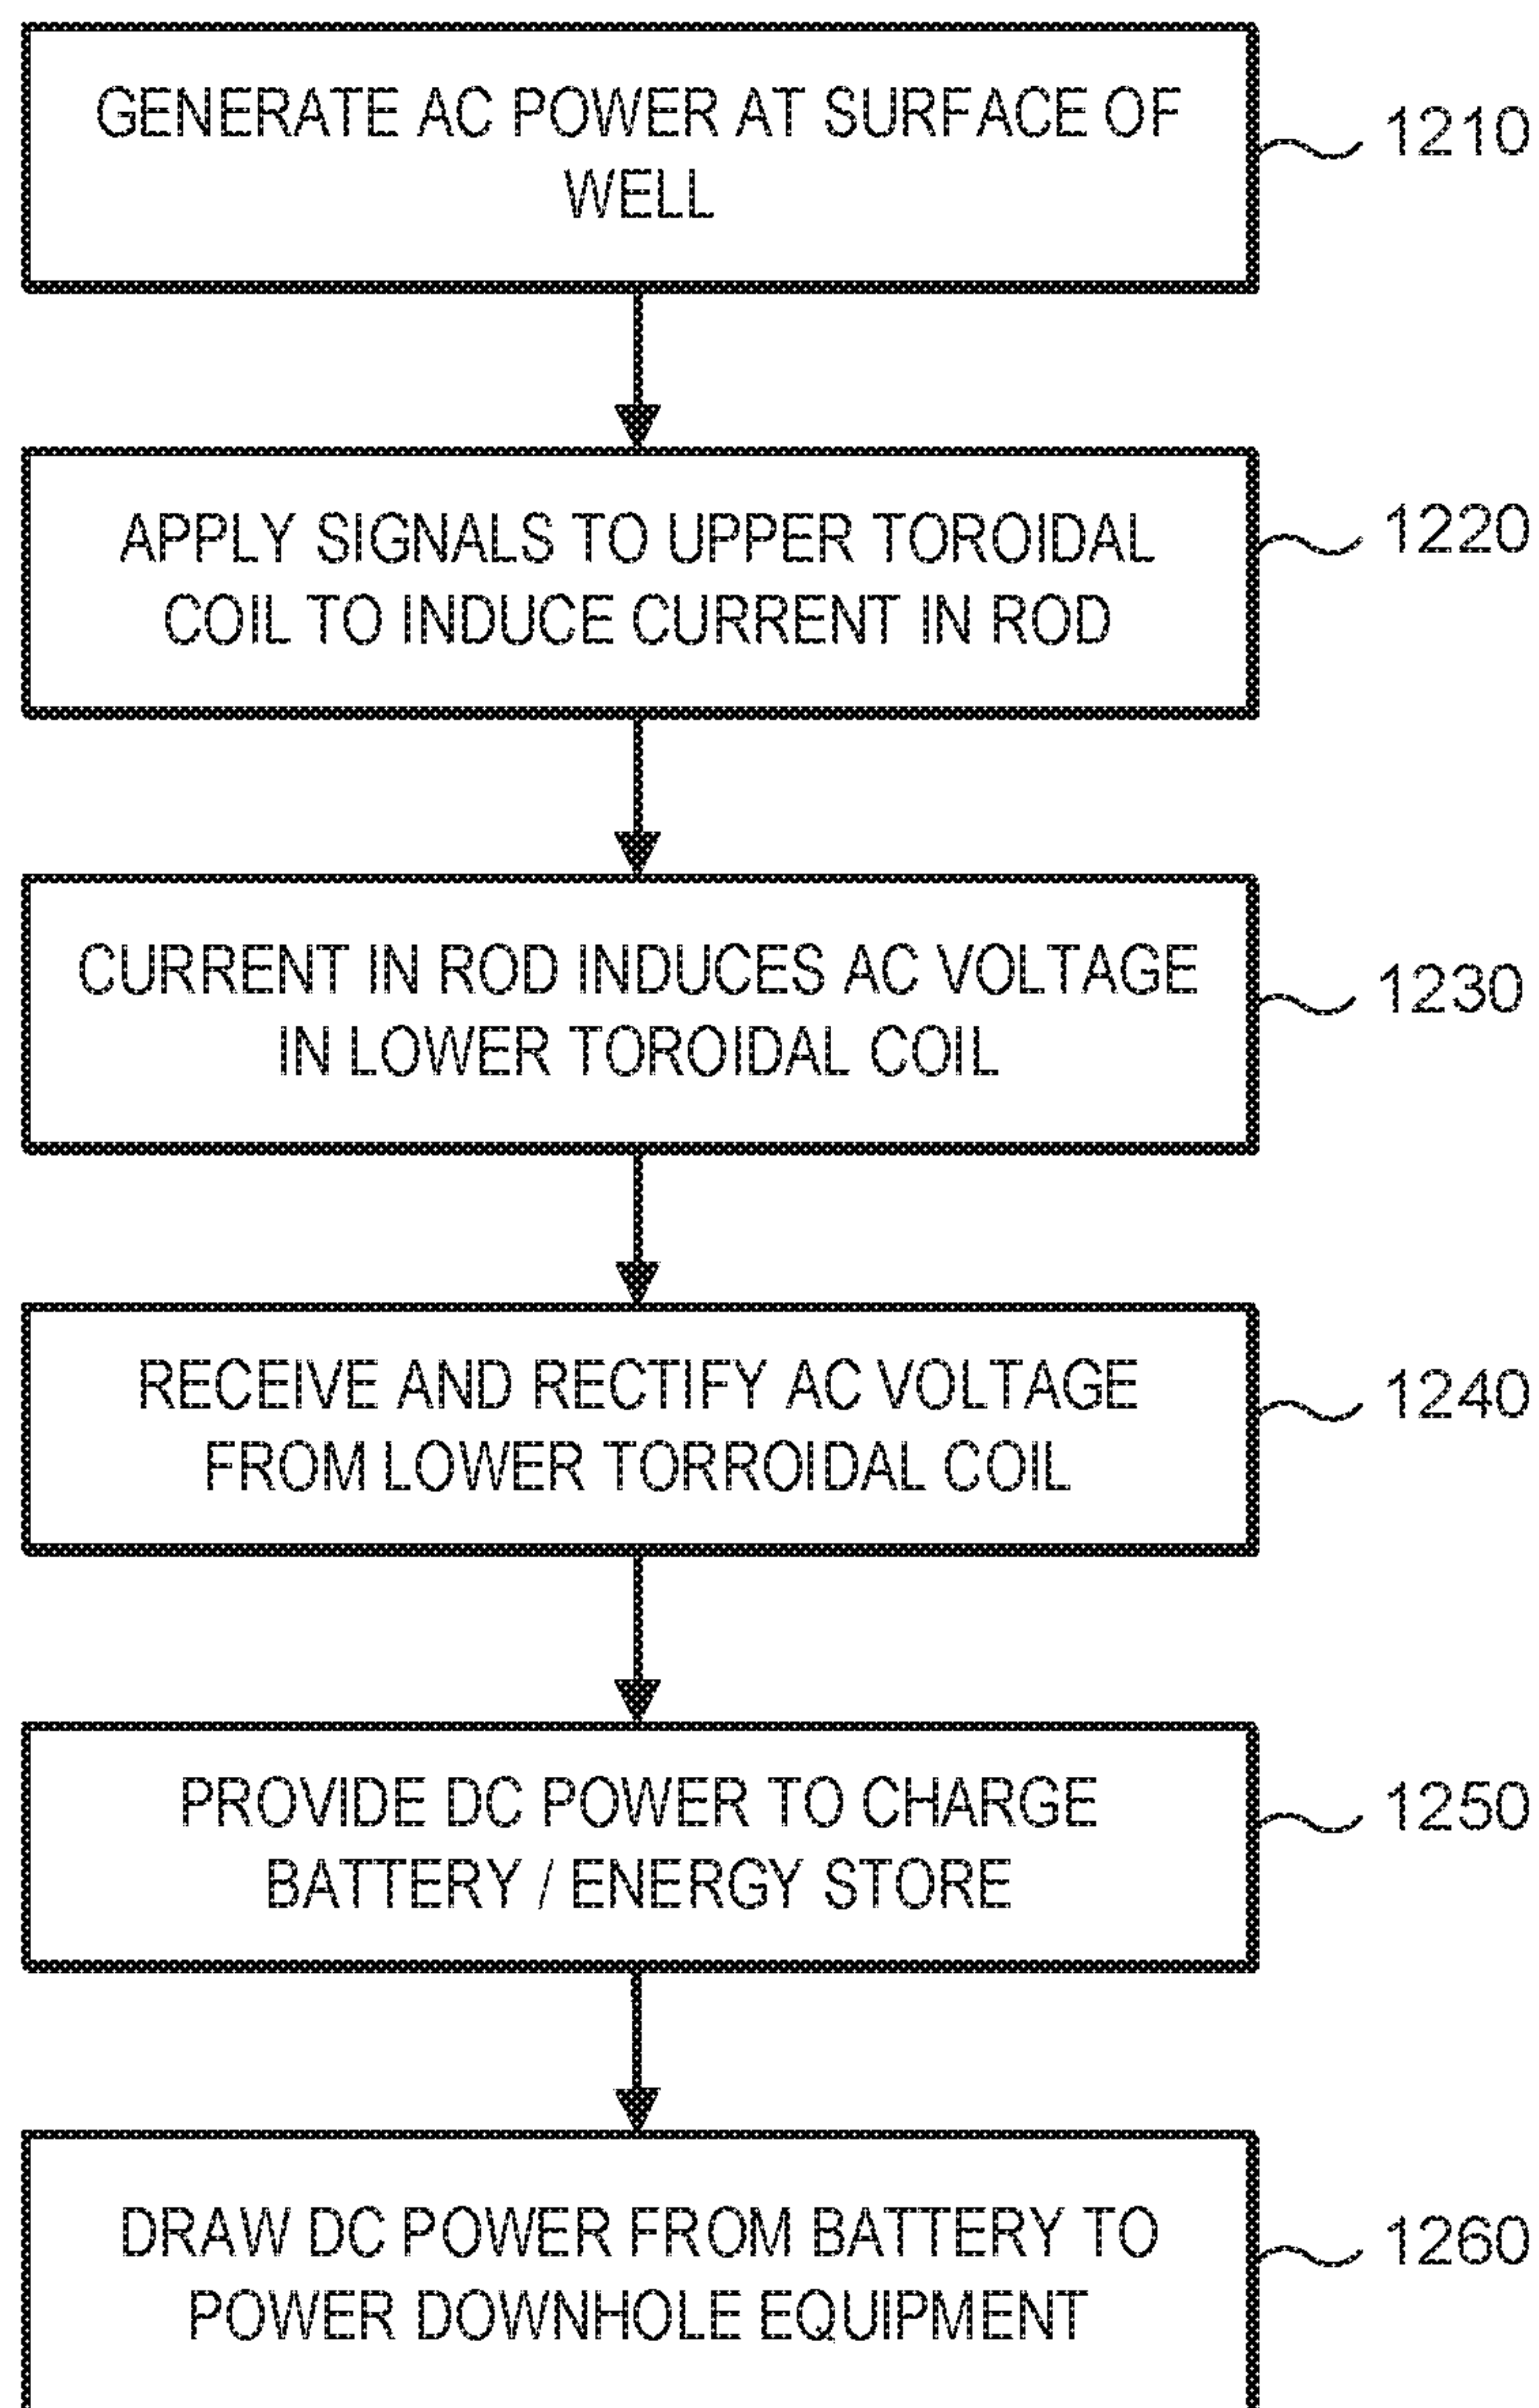 GENERATE AC POWER AT SURFACE OF
WELL
1210
APPLY SIGNALS TO UPPER TOROIDAL
COIL TO INDUCE CURRENT IN ROD
1220
CURRENT IN ROD INDUCES AC VOLTAGE
IN LOWER TOROIDAL COIL
1230
RECEIVE AND RECTIFY AC VOLTAGE
FROM LOWER TORROIDAL COIL
1240
PROVIDE DC POWER TO CHARGE
BATTERY / ENERGY STORE
1250
DRAW DC POWER FROM BATTERY TO
POWER DOWNHOLE EQUIPMENT
1260